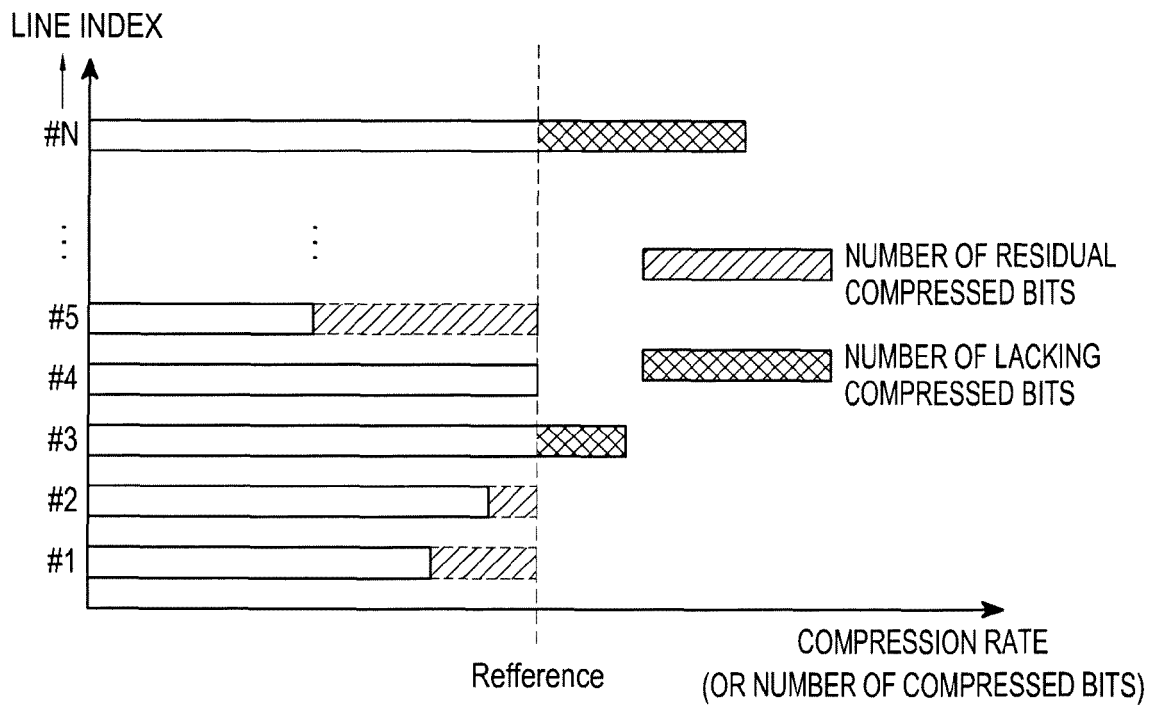 LINE INDEX
#N
⋮ ⋮
NUMBER OF RESIDUAL
COMPRESSED BITS
#5
NUMBER OF LACKING
COMPRESSED BITS
#4
#3
#2
#1
COMPRESSION RATE
(OR NUMBER OF COMPRESSED BITS)
Refference